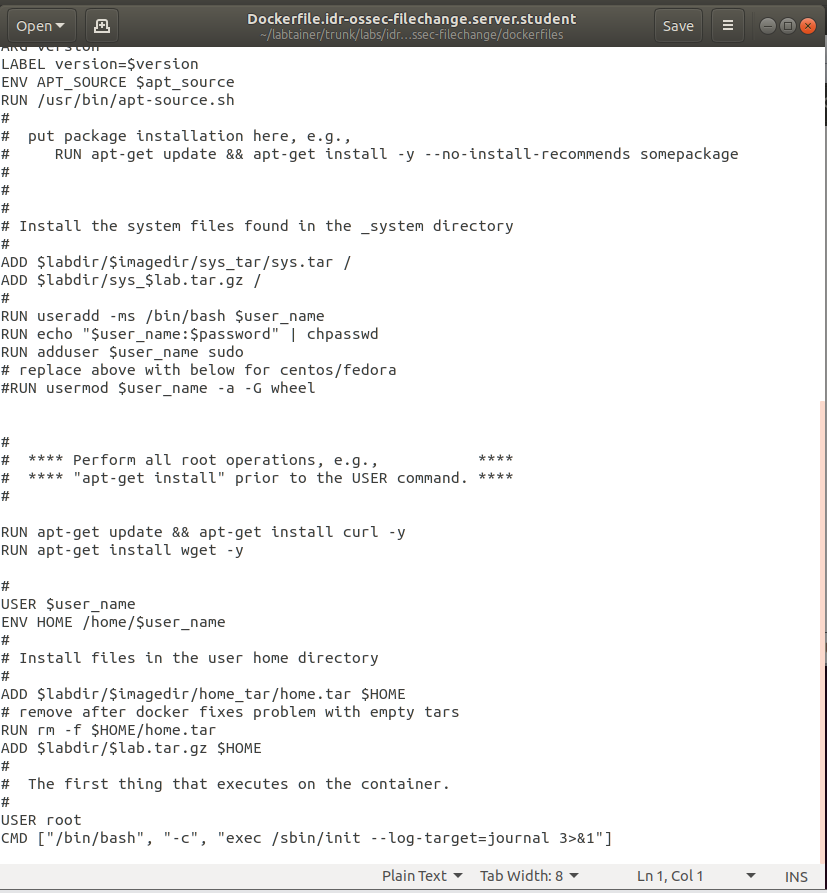 Open
Dockerfile.idr-ossec-filechange.server.student
~/labtainer/trunk/labs/idr...ssec-filechange/dockerfiles
Save
ARG version
LABEL version=$version
ENV APT_SOURCE $apt_source
RUN /usr/bin/apt-source.sh
#
#  put package installation here, e.g.,
#     RUN apt-get update && apt-get install -y --no-install-recommends somepackage
#
#
#
# Install the system files found in the _system directory
#
ADD $labdir/$imagedir/sys_tar/sys.tar /
ADD $labdir/sys_$lab.tar.gz /
#
RUN useradd -ms /bin/bash $user_name
RUN echo "$user_name:$password" | chpasswd
RUN adduser $user_name sudo
# replace above with below for centos/fedora
#RUN usermod $user_name -a -G wheel
#
#  **** Perform all root operations, e.g.,           ****
#  **** "apt-get install" prior to the USER command. ****
#
RUN apt-get update && apt-get install curl -y
RUN apt-get install wget -y
#
USER $user_name
ENV HOME /home/$user_name
#
# Install files in the user home directory
#
ADD $labdir/$imagedir/home_tar/home.tar $HOME
# remove after docker fixes problem with empty tars
RUN rm -f $HOME/home.tar
ADD $labdir/$lab.tar.gz $HOME
#
#  The first thing that executes on the container.
#
USER root
CMD ["/bin/bash", "-c", "exec /sbin/init --log-target=journal 3>&1"]
Plain Text
Tab Width: 8
Ln 1, Col 1
INS